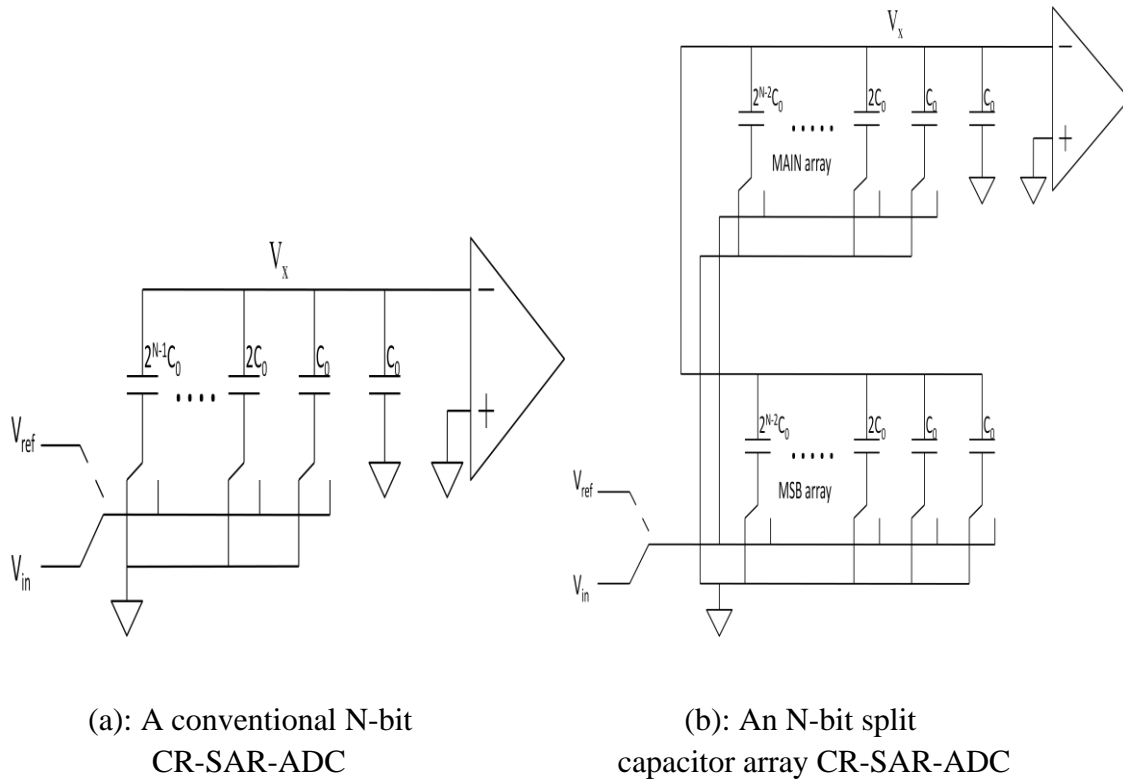 V_x
2^{N-1}C_0
2C_0
C_0
C_0
V_ref
V_in
(a): A conventional N-bit
CR-SAR-ADC
V_x
2^{N-2}C_0
2C_0
C_0
C_0
MAIN array
2^{N-2}C_0
2C_0
C_0
C_0
MSB array
V_ref
V_in
(b): An N-bit split
capacitor array CR-SAR-ADC